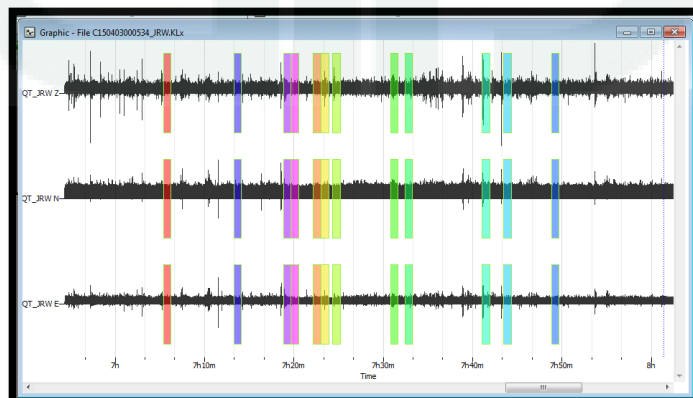 Graphic - File C150403000534_JRW.KLx
QT_JRW Z
QT_JRW N
QT_JRW E
7h 7h10m 7h20m 7h30m 7h40m 7h50m 8h
Time